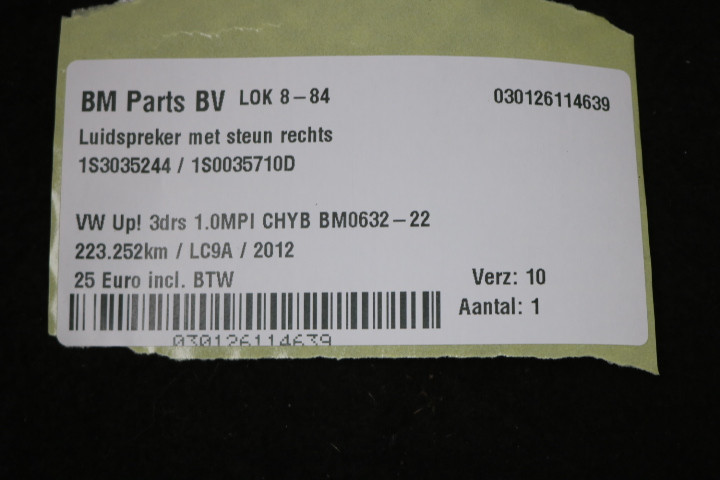 BM Parts BV LOK 8-84 030126114639
Luidspreker met steun rechts
1S3035244 / 1S0035710D
VW Up! 3drs 1.0MPI CHYB BM0632-22
223.252km / LC9A / 2012
25 Euro incl. BTW Verz: 10
Aantal: 1
030126114639